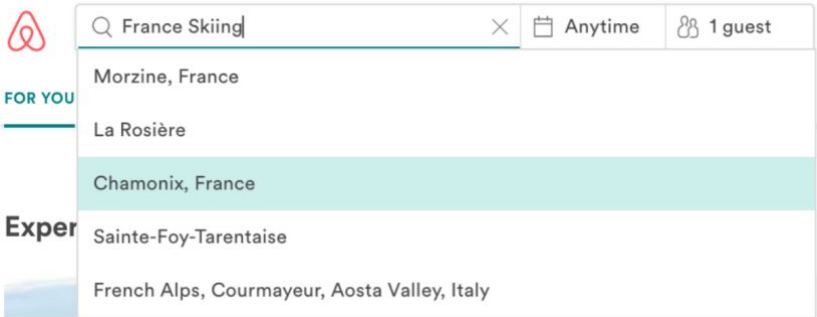 France Skiing
Anytime
1 guest
FOR YOU
Morzine, France
La Rosière
Chamonix, France
Exper
Sainte-Foy-Tarentaise
French Alps, Courmayeur, Aosta Valley, Italy